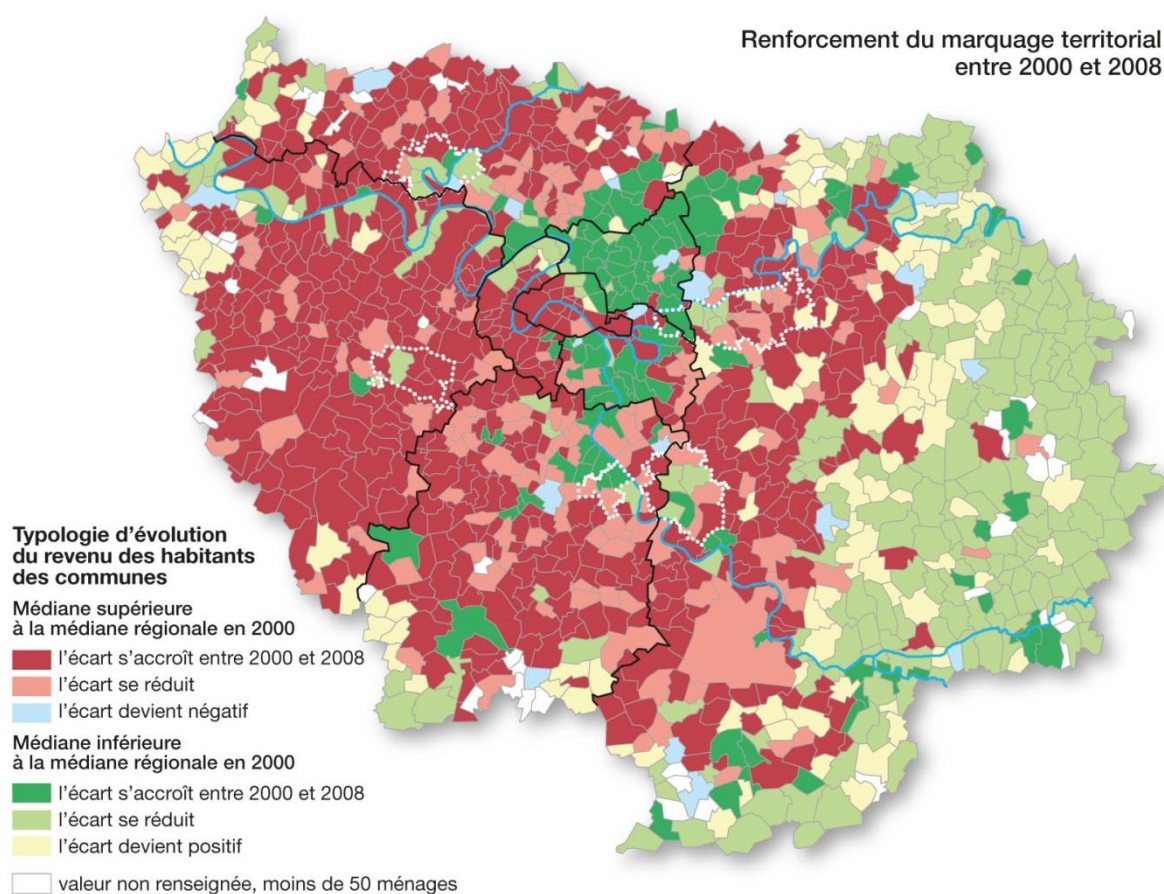 Renforcement du marquage territorial
entre 2000 et 2008
Typologie d’évolution
du revenu des habitants
des communes
Médiane supérieure
à la médiane régionale en 2000
l’écart s’accroît entre 2000 et 2008
l’écart se réduit
l’écart devient négatif
Médiane inférieure
à la médiane régionale en 2000
l’écart s’accroît entre 2000 et 2008
l’écart se réduit
l’écart devient positif
valeur non renseignée, moins de 50 ménages